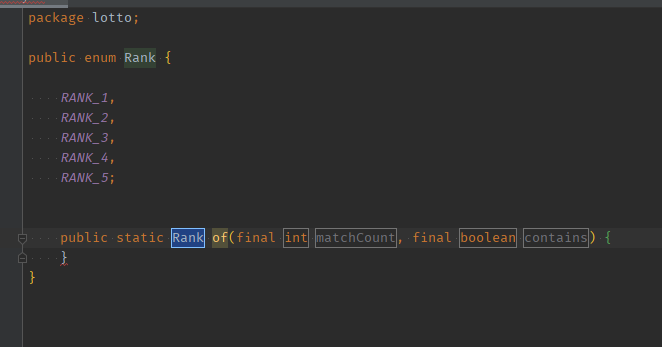 package lotto;
public enum Rank {
RANK_1,
RANK_2,
RANK_3,
RANK_4,
RANK_5;
public static Rank of(final int matchCount, final boolean contains) {
}
}